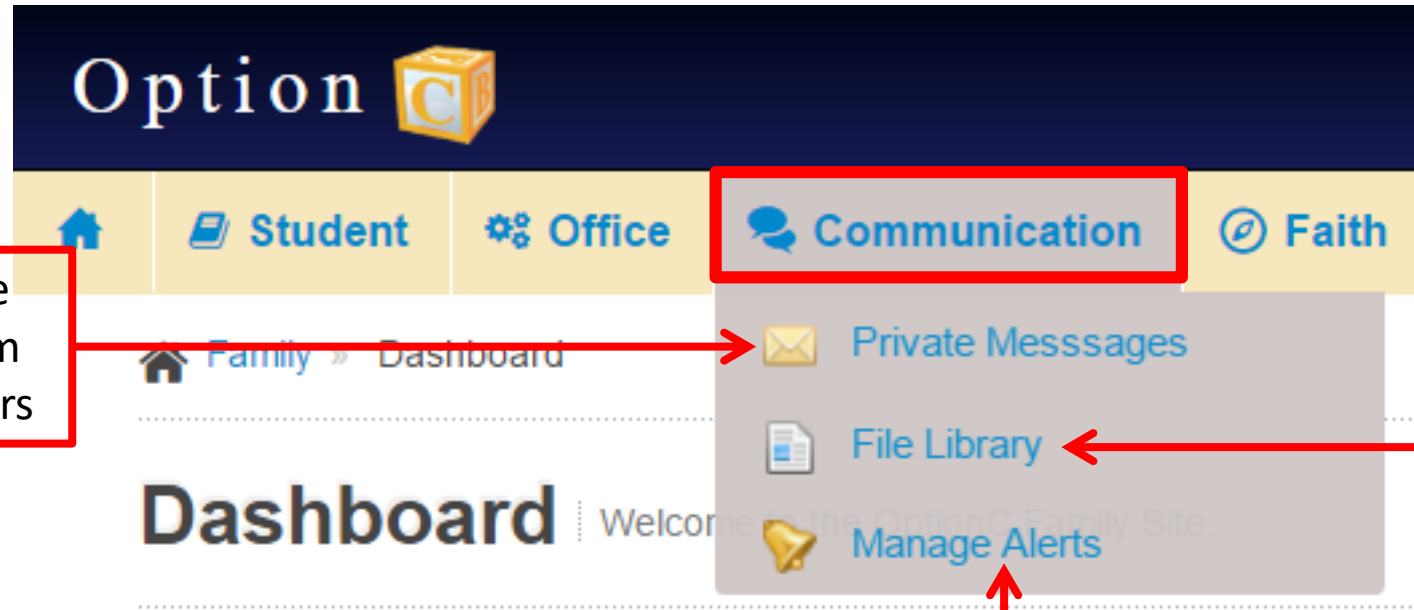 Option C B
Student Office Communication Faith
e
m
rs
Family » Dashboard
Private Messsages
File Library
Dashboard Welcome to the OptionC Family Site.
Manage Alerts